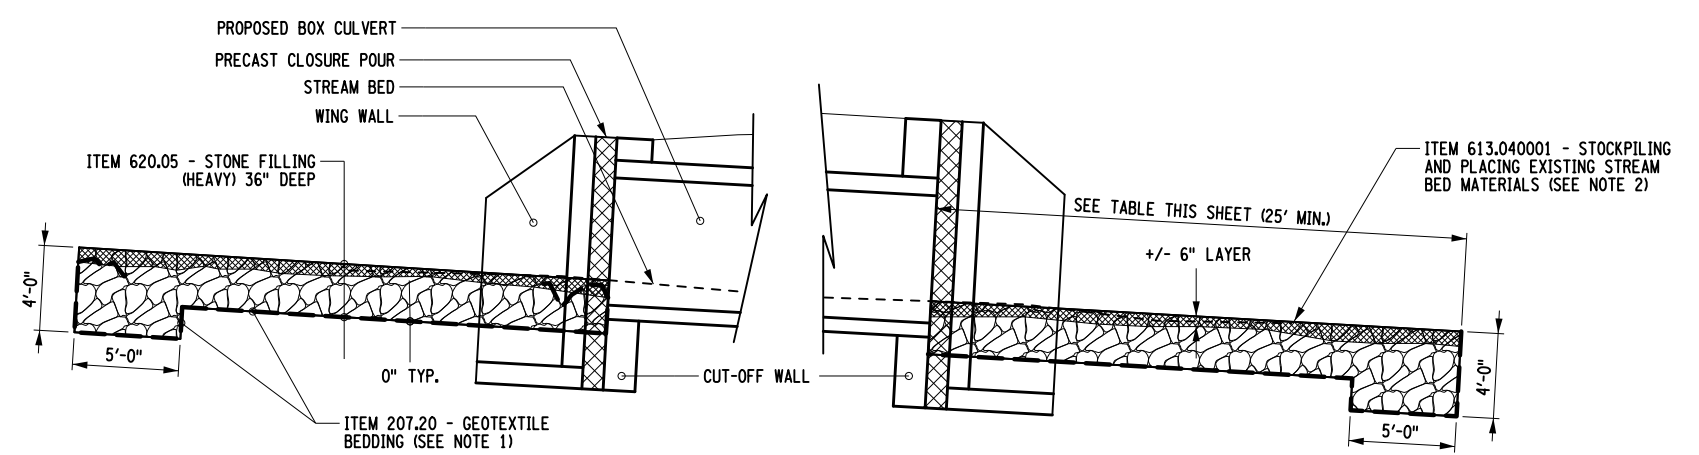 PROPOSED BOX CULVERT
PRECAST CLOSURE POUR
STREAM BED
WING WALL
ITEM 620.05 - STONE FILLING
(HEAVY) 36" DEEP
ITEM 613.040001 - STOCKPILING
AND PLACING EXISTING STREAM
BED MATERIALS (SEE NOTE 2)
SEE TABLE THIS SHEET (25' MIN.)
+/- 6" LAYER
4'-0"
5'-0"
0" TYP.
CUT-OFF WALL
4'-0"
5'-0"
ITEM 207.20 - GEOTEXTILE
BEDDING (SEE NOTE 1)